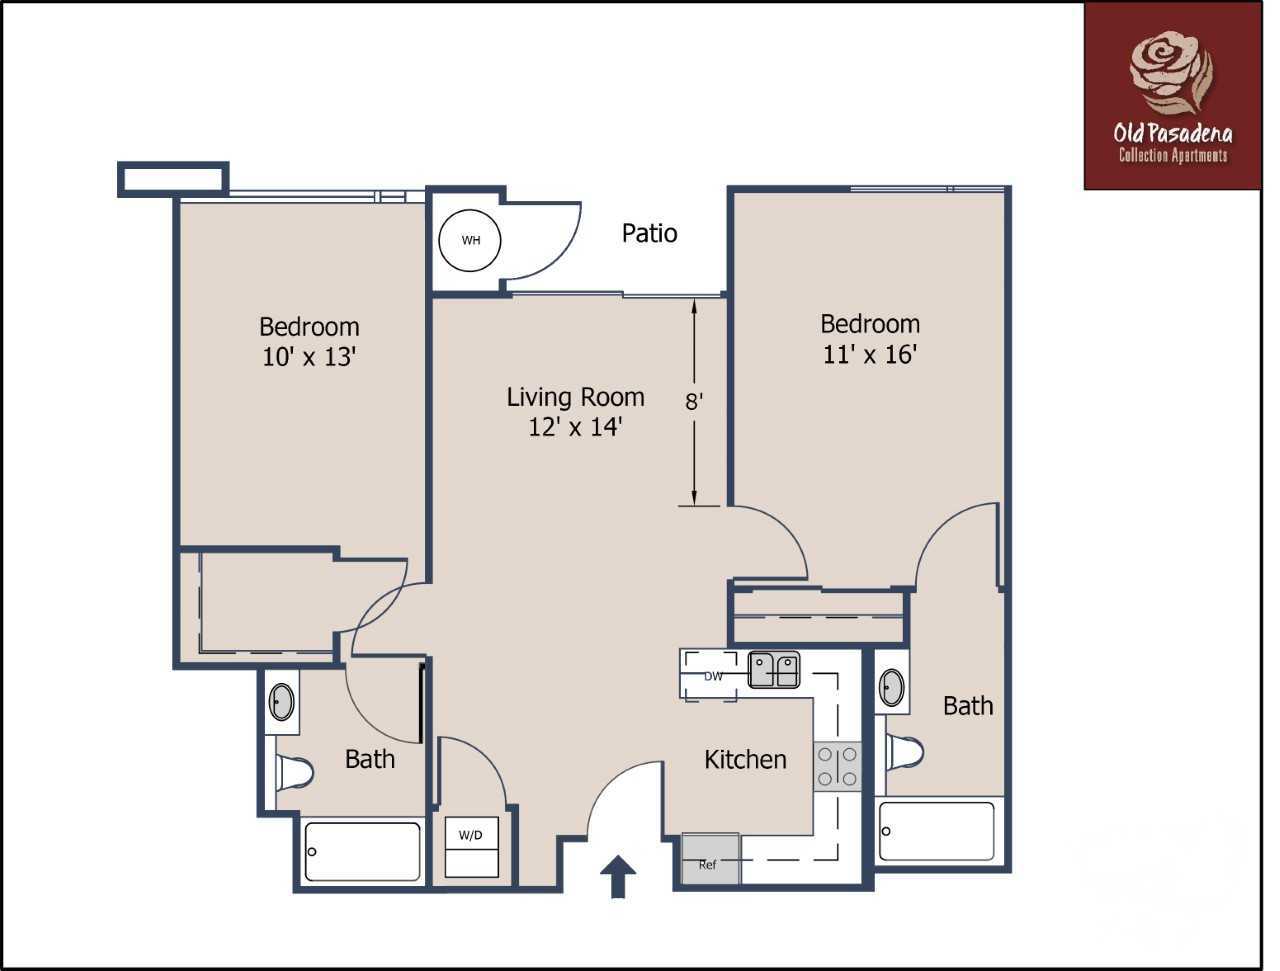 Old Pasadena
Collection Apartments
WH
Patio
Bedroom
10' x 13'
Living Room
12' x 14'
8'
Bedroom
11' x 16'
DW
Bath
Kitchen
Bath
W/D
Ref